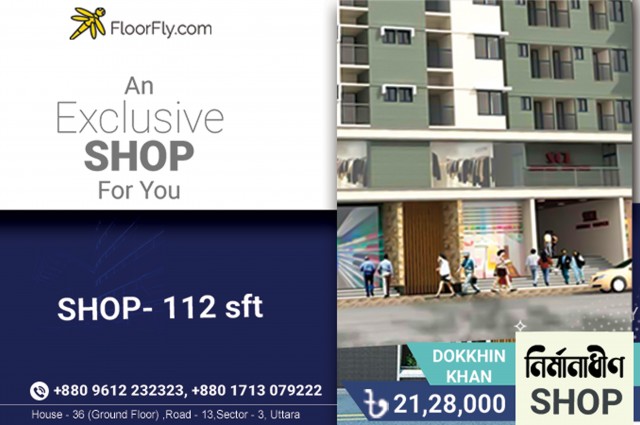 FloorFly.com
An
Exclusive
SHOP
For You
SHOP- 112 sft
+880 9612 232323, +880 1713 079222
House - 36 (Ground Floor) ,Road - 13,Sector - 3, Uttara
DOKKHIN
KHAN
৳ 21,28,000
নির্মানাধীণ
SHOP